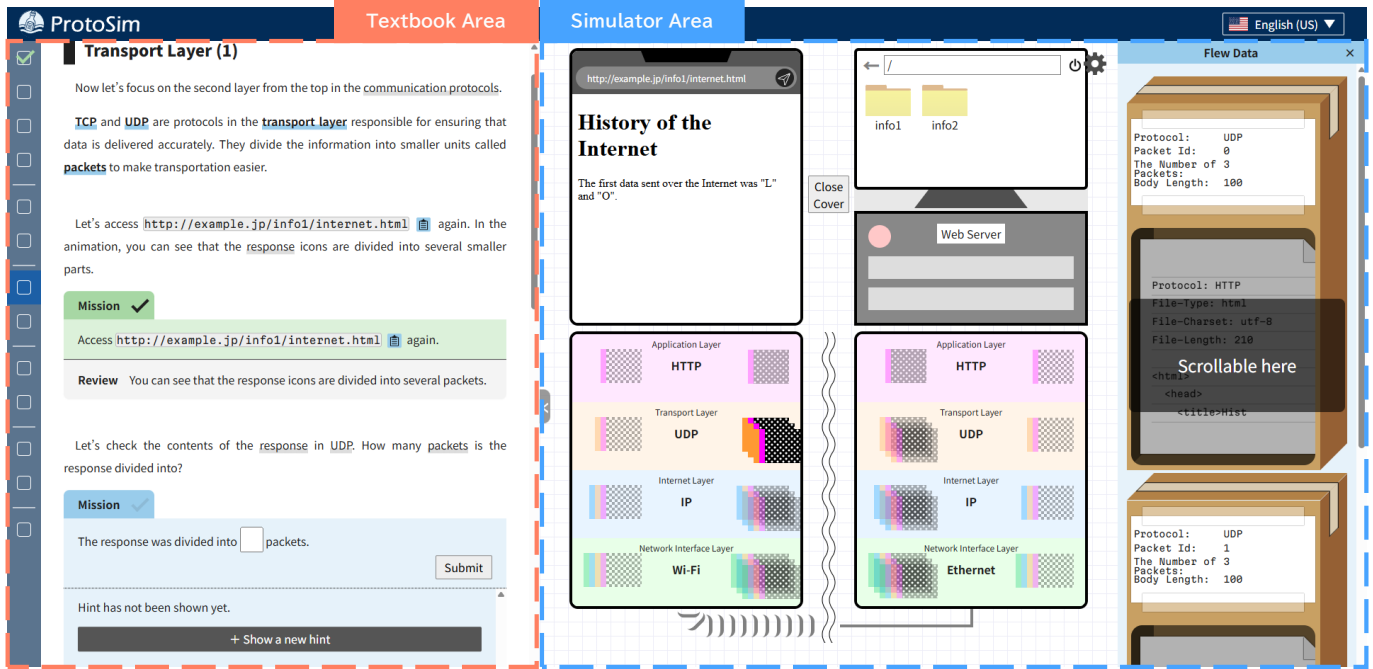 ProtoSim
Textbook Area
Simulator Area
English (US) ▼
Transport Layer (1)
Now let's focus on the second layer from the top in the communication protocols.
TCP and UDP are protocols in the transport layer responsible for ensuring that
data is delivered accurately. They divide the information into smaller units called
packets to make transportation easier.
Let's access http://example.jp/info1/internet.html again. In the
animation, you can see that the response icons are divided into several smaller
parts.
Mission
Access http://example.jp/info1/internet.html again.
Review You can see that the response icons are divided into several packets.
Let's check the contents of the response in UDP. How many packets is the
response divided into?
Mission
The response was divided into packets.
Submit
Hint has not been shown yet.
+ Show a new hint
http://example.jp/info1/internet.html
History of the
Internet
The first data sent over the Internet was "L"
and "O".
Close
Cover
/
info1
info2
Web Server
Application Layer
HTTP
Transport Layer
UDP
Internet Layer
IP
Network Interface Layer
Wi-Fi
Application Layer
HTTP
Transport Layer
UDP
Internet Layer
IP
Network Interface Layer
Ethernet
Flew Data
Protocol: UDP
Packet Id: 0
The Number of 3
Packets:
Body Length: 100
Protocol: HTTP
File-Type: html
File-Charset: utf-8
File-Length: 210
Scrollable here
<html>
<head>
<title>Hist
Protocol: UDP
Packet Id: 1
The Number of 3
Packets:
Body Length: 100